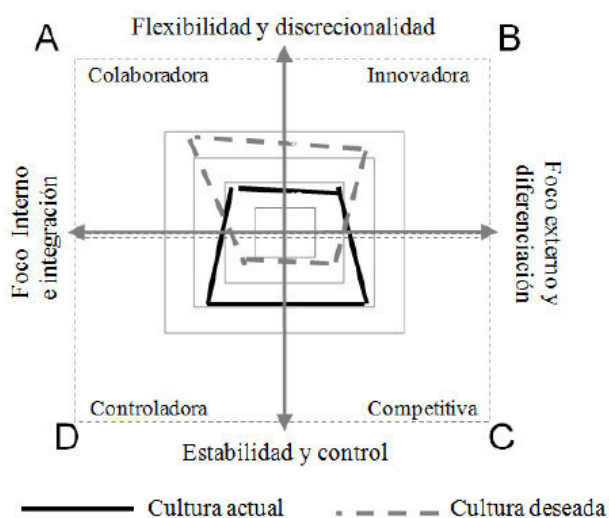 A
Flexibilidad y discrecionalidad
B
Colaboradora
Innovadora
Foco Interno
e integración
Foco externo y
diferenciación
Controladora
Competitiva
D
C
Estabilidad y control
Cultura actual
Cultura deseada